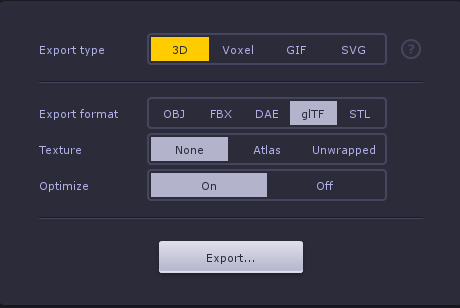 Export type 3D Voxel GIF SVG ?
Export format OBJ FBX DAE glTF STL
Texture None Atlas Unwrapped
Optimize On Off
Export...